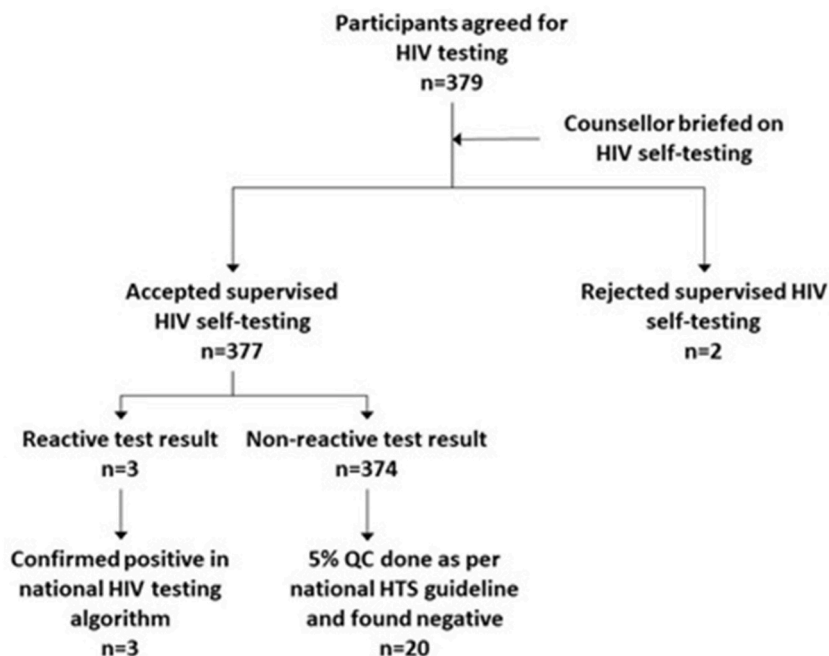 Participants agreed for
HIV testing
n=379
Counsellor briefed on
HIV self-testing
Accepted supervised
HIV self-testing
n=377
Rejected supervised HIV
self-testing
n=2
Reactive test result
n=3
Non-reactive test result
n=374
Confirmed positive in
national HIV testing
algorithm
n=3
5% QC done as per
national HTS guideline
and found negative
n=20